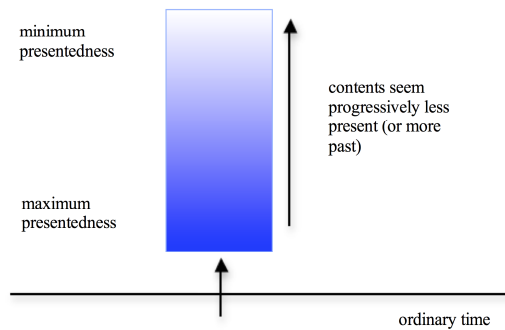 minimum
presentedness
contents seem
progressively less
present (or more
past)
maximum
presentedness
ordinary time